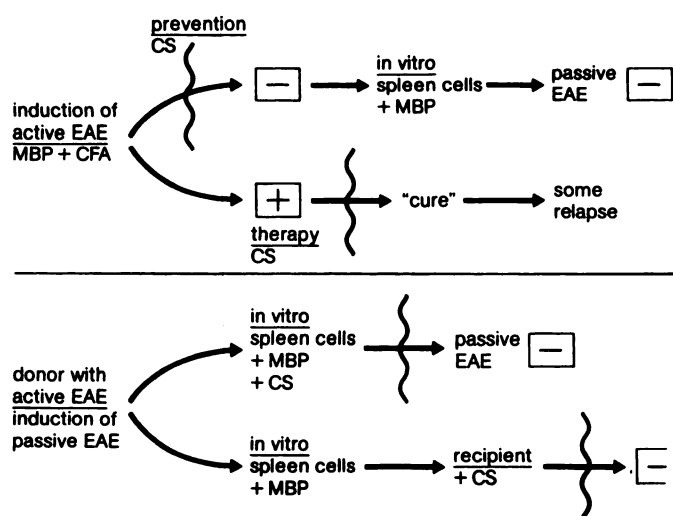 prevention
CS
induction of
active EAE
MBP + CFA
−
in vitro
spleen cells
+ MBP
passive
EAE
−
+
therapy
CS
"cure"
some
relapse
donor with
active EAE
induction of
passive EAE
in vitro
spleen cells
+ MBP
+ CS
passive
EAE
−
in vitro
spleen cells
+ MBP
recipient
+ CS
−